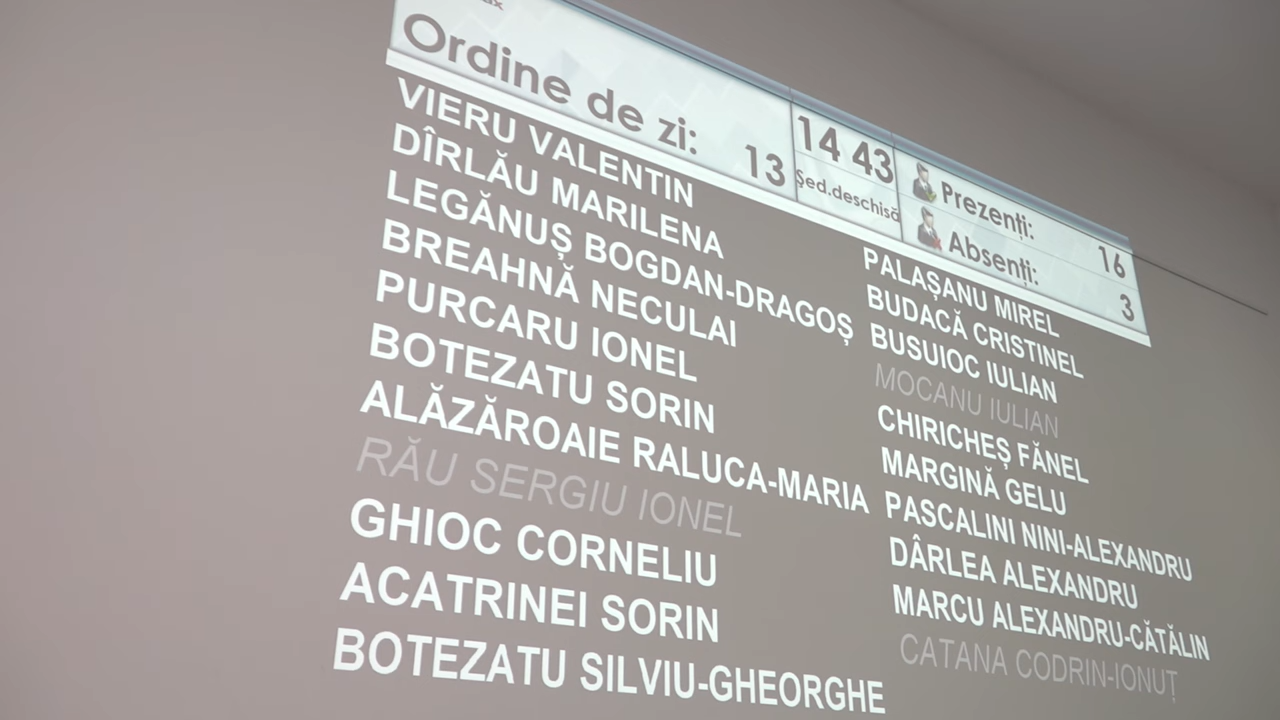 Ordine de zi: 13
14 43
Șed.deschisă
Prezenți: 16
Absenți: 3
VIERU VALENTIN
DÎRLĂU MARILENA
LEGĂNUȘ BOGDAN-DRAGOȘ
BREAHNĂ NECULAI
PURCARU IONEL
BOTEZATU SORIN
ALĂZĂROAIE RALUCA-MARIA
RĂU SERGIU IONEL
GHIOC CORNELIU
ACATRINEI SORIN
BOTEZATU SILVIU-GHEORGHE
PALAȘANU MIREL
BUDACĂ CRISTINEL
BUSUIOC IULIAN
MOCANU IULIAN
CHIRICHEȘ FĂNEL
MARGINĂ GELU
PASCALINI NINI-ALEXANDRU
DÂRLEA ALEXANDRU
MARCU ALEXANDRU-CĂTĂLIN
CATANA CODRIN-IONUȚ